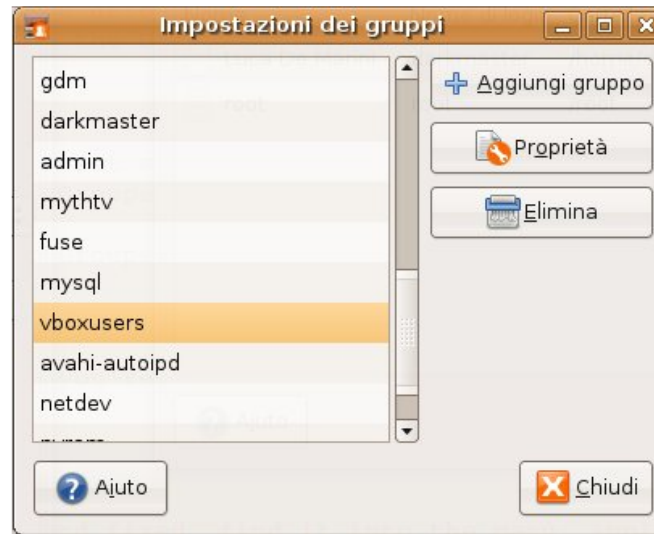 Impostazioni dei gruppi
gdm
darkmaster
admin
mythtv
fuse
mysql
vboxusers
avahi-autoipd
netdev
Aggiungi gruppo
Proprietà
Elimina
Aiuto
Chiudi